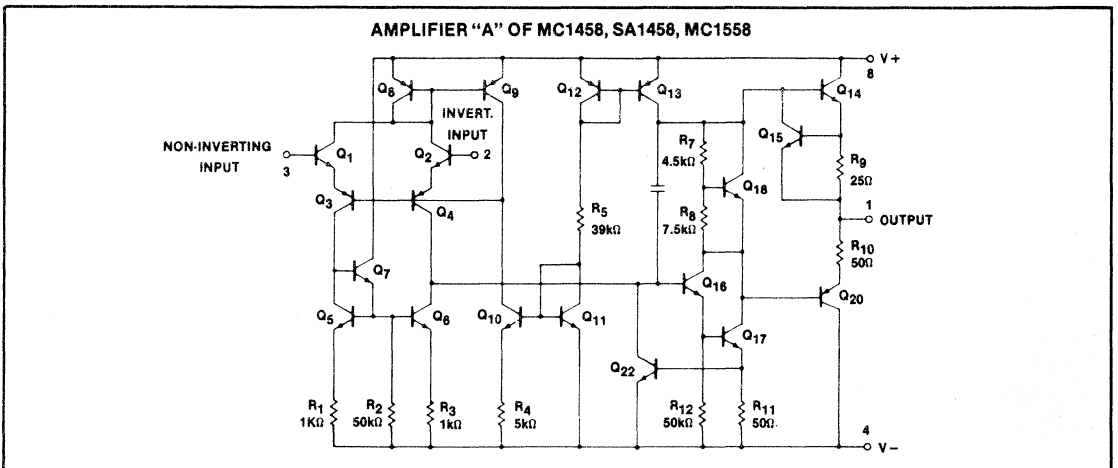 AMPLIFIER "A" OF MC1458, SA1458, MC1558
V+
8
Q8
Q9
Q12
Q13
Q14
INVERT.
INPUT
2
NON-INVERTING
INPUT
3
Q1
Q2
Q15
R7
4.5kΩ
R9
25Ω
Q18
Q3
Q4
R5
39kΩ
R8
7.5kΩ
1
OUTPUT
R10
50Ω
Q7
Q16
Q20
Q5
Q6
Q10
Q11
Q17
Q22
R1
1KΩ
R2
50kΩ
R3
1kΩ
R4
5kΩ
R12
50kΩ
R11
50Ω
4
V−